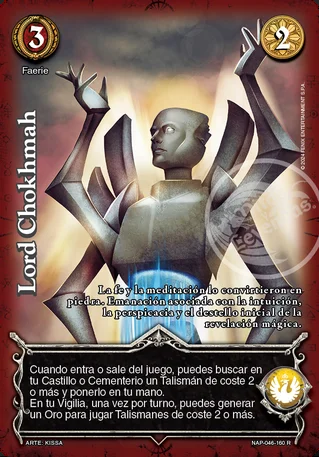 3
2
Faerie
Lord Chokhmah
© 2024 FENIX ENTERTAINMENT S.P.A.
La fe y la meditación lo convirtieron en
piedra. Emanación asociada con la intuición,
la perspicacia y el destello inicial de la
revelación mágica.
Cuando entra o sale del juego, puedes buscar en
tu Castillo o Cementerio un Talismán de coste 2
o más y ponerlo en tu mano.
En tu Vigilia, una vez por turno, puedes generar
un Oro para jugar Talismanes de coste 2 o más.
ARTE: KISSA
NAP-046-160 R